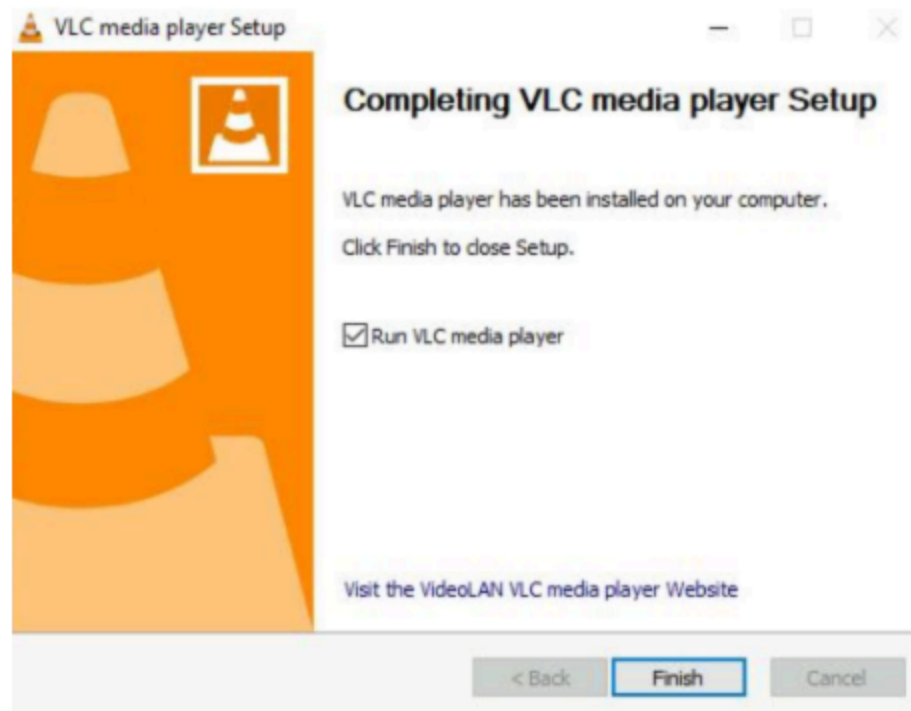 VLC media player Setup
Completing VLC media player Setup
VLC media player has been installed on your computer.
Click Finish to close Setup.
Run VLC media player
Visit the VideoLAN VLC media player Website
< Back Finish Cancel